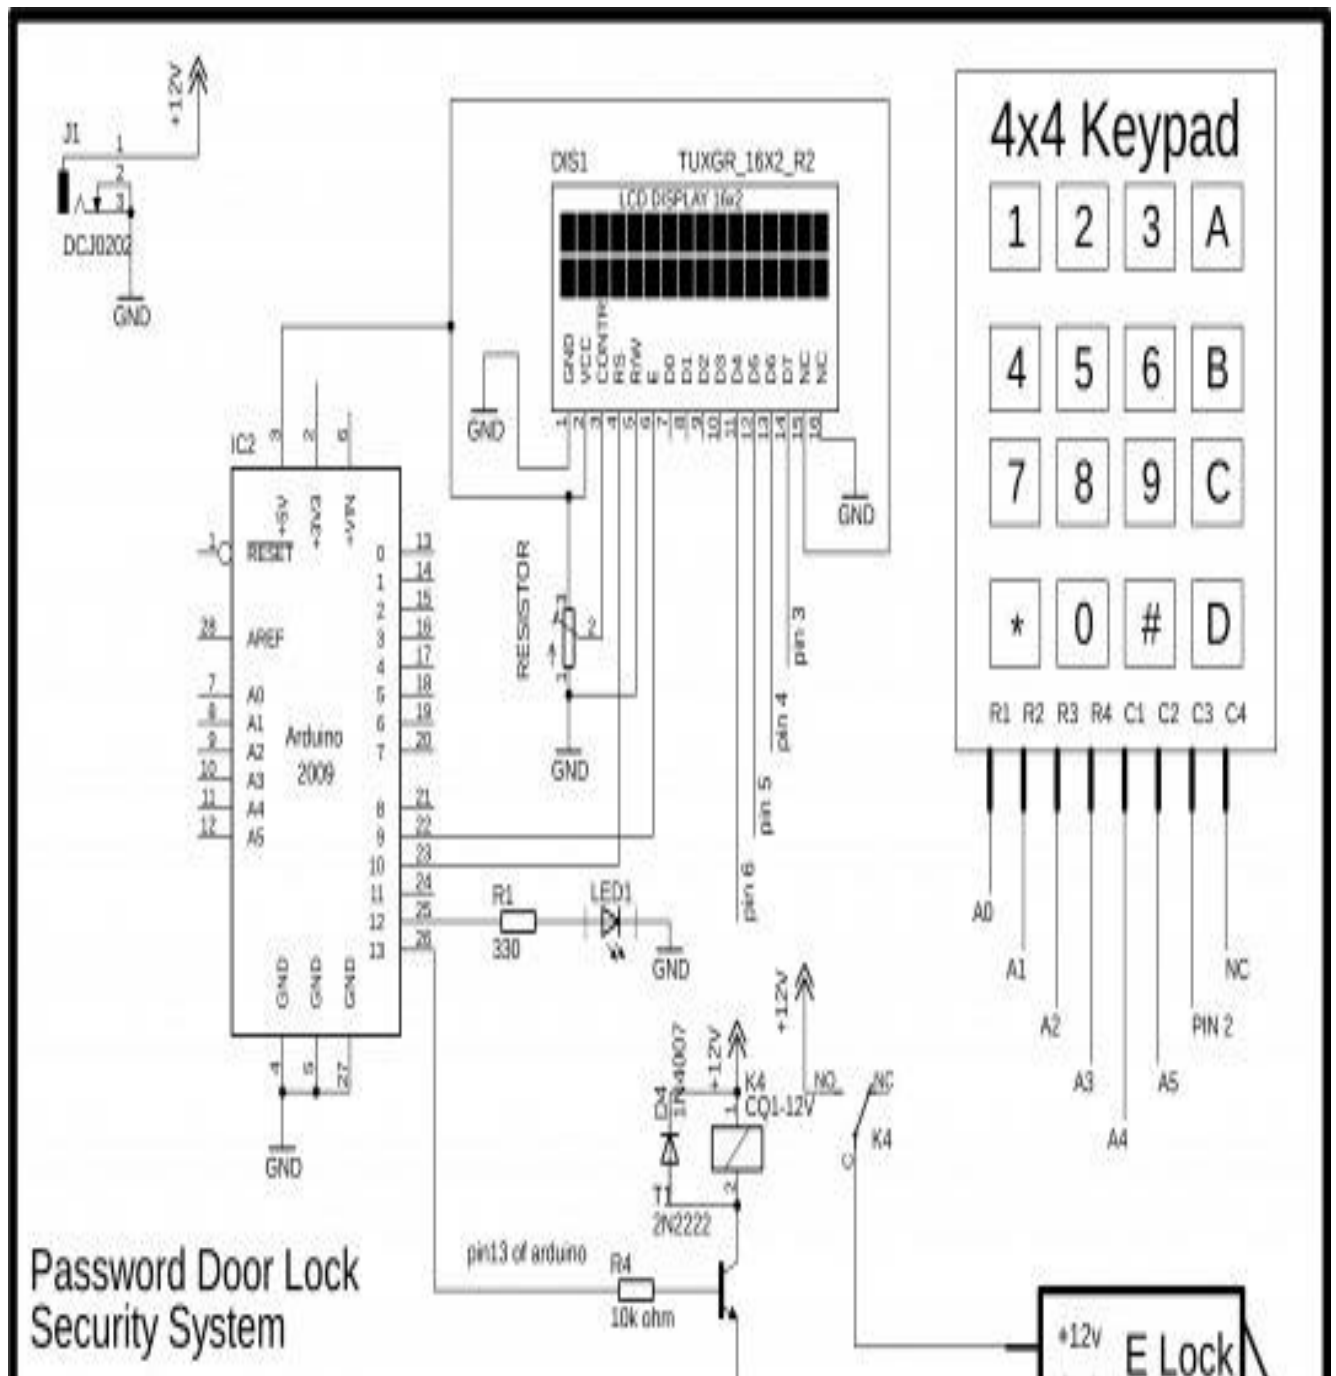 +12V
J1
1
2
3
DCJ0202
GND
DIS1 TUXGR_16X2_R2
LCD DISPLAY 16x2
GND VCC CONTR RS R/W E D0 D1 D2 D3 D4 D5 D6 D7 NC NC
1 2 3 4 5 6 7 8 9 10 11 12 13 14 15 16
GND
GND
4x4 Keypad
1 2 3 A
4 5 6 B
7 8 9 C
* 0 # D
R1 R2 R3 R4 C1 C2 C3 C4
A0
A1
A2
A3
A4
A5
PIN 2
NC
IC2
3 2 6
+5V +3V3 +VIN
1 RESET
28 AREF
7 A0
8 A1
9 A2
10 A3
11 A4
12 A5
Arduino
2009
0 13
1 14
2 15
3 16
4 17
5 18
6 19
7 20
8 21
9 22
10 23
11 24
12 25
13 26
GND GND GND
4 5 27
GND
RESISTOR
3
A
2
1
GND
pin 3
pin 4
pin 5
pin 6
R1
330
LED1
GND
+12V
+12V
D4
1N4007
K4
CQ1-12V
1
2
NO NC
C
K4
T1
2N2222
pin13 of arduino
R4
10k ohm
+12v
E Lock
Password Door Lock
Security System